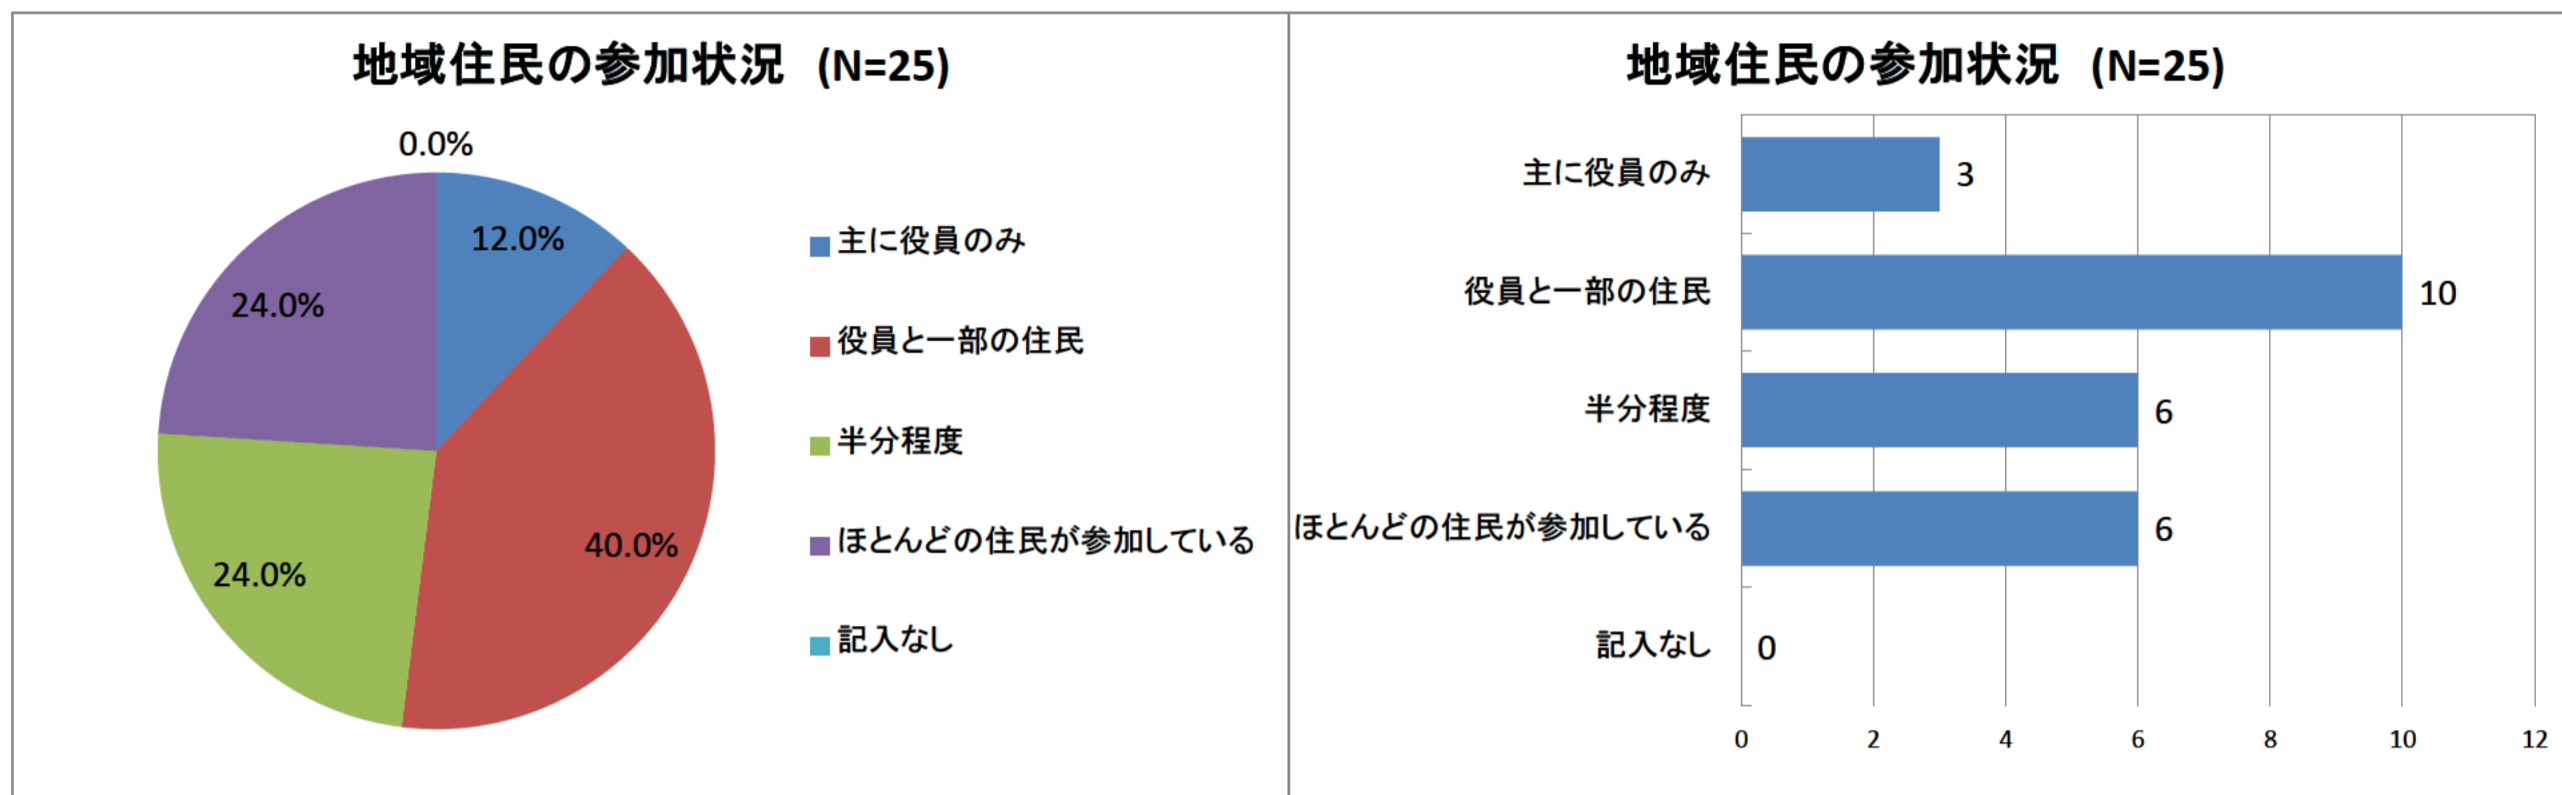 地域住民の参加状況 (N=25)
0.0%
12.0%
24.0%
40.0%
24.0%
主に役員のみ
役員と一部の住民
半分程度
ほとんどの住民が参加している
記入なし
地域住民の参加状況 (N=25)
主に役員のみ 3
役員と一部の住民 10
半分程度 6
ほとんどの住民が参加している 6
記入なし 0
0 2 4 6 8 10 12